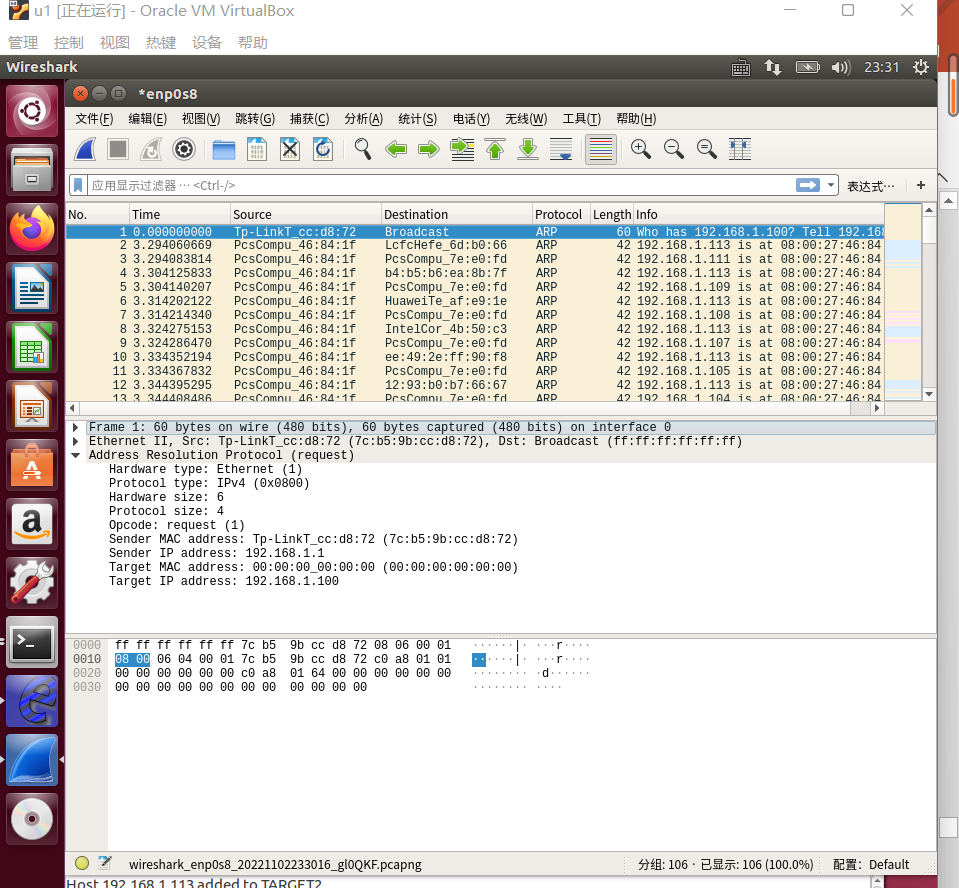 u1 [正在运行] - Oracle VM VirtualBox
管理 控制 视图 热键 设备 帮助
Wireshark 23:31
*enp0s8
文件(F) 编辑(E) 视图(V) 跳转(G) 捕获(C) 分析(A) 统计(S) 电话(Y) 无线(W) 工具(T) 帮助(H)
应用显示过滤器 ··· <Ctrl-/> 表达式··· +
No. Time Source Destination Protocol Length Info
1 0.000000000 Tp-LinkT_cc:d8:72 Broadcast ARP 60 Who has 192.168.1.100? Tell 192.168
2 3.294060669 PcsCompu_46:84:1f LcfcHefe_6d:b0:66 ARP 42 192.168.1.113 is at 08:00:27:46:84
3 3.294083814 PcsCompu_46:84:1f PcsCompu_7e:e0:fd ARP 42 192.168.1.111 is at 08:00:27:46:84
4 3.304125833 PcsCompu_46:84:1f b4:b5:b6:ea:8b:7f ARP 42 192.168.1.113 is at 08:00:27:46:84
5 3.304140207 PcsCompu_46:84:1f PcsCompu_7e:e0:fd ARP 42 192.168.1.109 is at 08:00:27:46:84
6 3.314202122 PcsCompu_46:84:1f HuaweiTe_af:e9:1e ARP 42 192.168.1.113 is at 08:00:27:46:84
7 3.314214340 PcsCompu_46:84:1f PcsCompu_7e:e0:fd ARP 42 192.168.1.108 is at 08:00:27:46:84
8 3.324275153 PcsCompu_46:84:1f IntelCor_4b:50:c3 ARP 42 192.168.1.113 is at 08:00:27:46:84
9 3.324286470 PcsCompu_46:84:1f PcsCompu_7e:e0:fd ARP 42 192.168.1.107 is at 08:00:27:46:84
10 3.334352194 PcsCompu_46:84:1f ee:49:2e:ff:90:f8 ARP 42 192.168.1.113 is at 08:00:27:46:84
11 3.334367832 PcsCompu_46:84:1f PcsCompu_7e:e0:fd ARP 42 192.168.1.105 is at 08:00:27:46:84
12 3.344395295 PcsCompu_46:84:1f 12:93:b0:b7:66:67 ARP 42 192.168.1.113 is at 08:00:27:46:84
13 3.344408486 PcsCompu_46:84:1f PcsCompu_7e:e0:fd ARP 42 192.168.1.104 is at 08:00:27:46:84
Frame 1: 60 bytes on wire (480 bits), 60 bytes captured (480 bits) on interface 0
Ethernet II, Src: Tp-LinkT_cc:d8:72 (7c:b5:9b:cc:d8:72), Dst: Broadcast (ff:ff:ff:ff:ff:ff)
Address Resolution Protocol (request)
Hardware type: Ethernet (1)
Protocol type: IPv4 (0x0800)
Hardware size: 6
Protocol size: 4
Opcode: request (1)
Sender MAC address: Tp-LinkT_cc:d8:72 (7c:b5:9b:cc:d8:72)
Sender IP address: 192.168.1.1
Target MAC address: 00:00:00_00:00:00 (00:00:00:00:00:00)
Target IP address: 192.168.1.100
0000 ff ff ff ff ff ff 7c b5 9b cc d8 72 08 06 00 01 ······|· ···r····
0010 08 00 06 04 00 01 7c b5 9b cc d8 72 c0 a8 01 01 ······|· ···r····
0020 00 00 00 00 00 00 c0 a8 01 64 00 00 00 00 00 00 ········ ·d······
0030 00 00 00 00 00 00 00 00 00 00 00 00 ········ ····
wireshark_enp0s8_20221102233016_gl0QKF.pcapng 分组: 106 · 已显示: 106 (100.0%) 配置: Default
Host 192.168.1.113 added to TARGET2